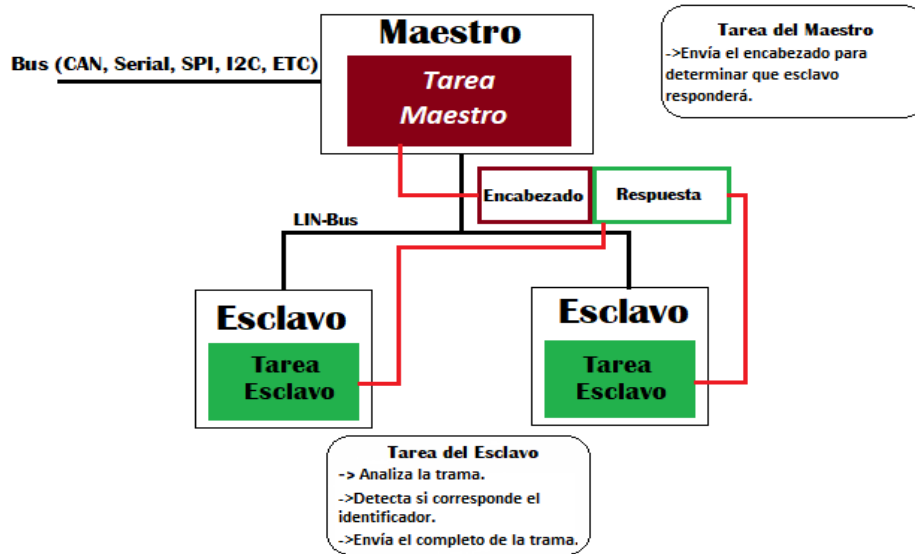 Maestro
Tarea
Maestro
Bus (CAN, Serial, SPI, I2C, ETC)
Tarea del Maestro
->Envía el encabezado para
determinar que esclavo
responderá.
Encabezado
Respuesta
LIN-Bus
Esclavo
Tarea
Esclavo
Esclavo
Tarea
Esclavo
Tarea del Esclavo
-> Analiza la trama.
->Detecta si corresponde el
identificador.
->Envía el completo de la trama.